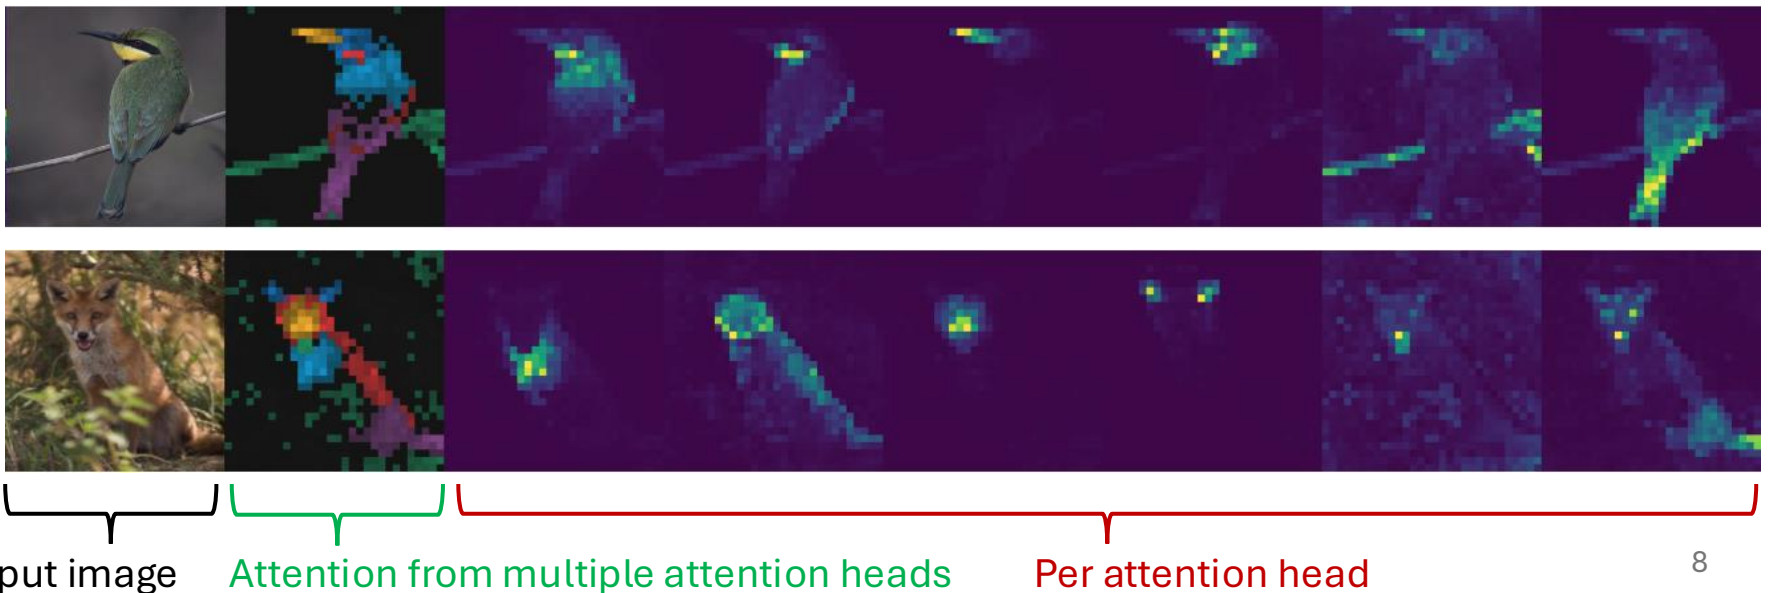 put image
Attention from multiple attention heads
Per attention head
8